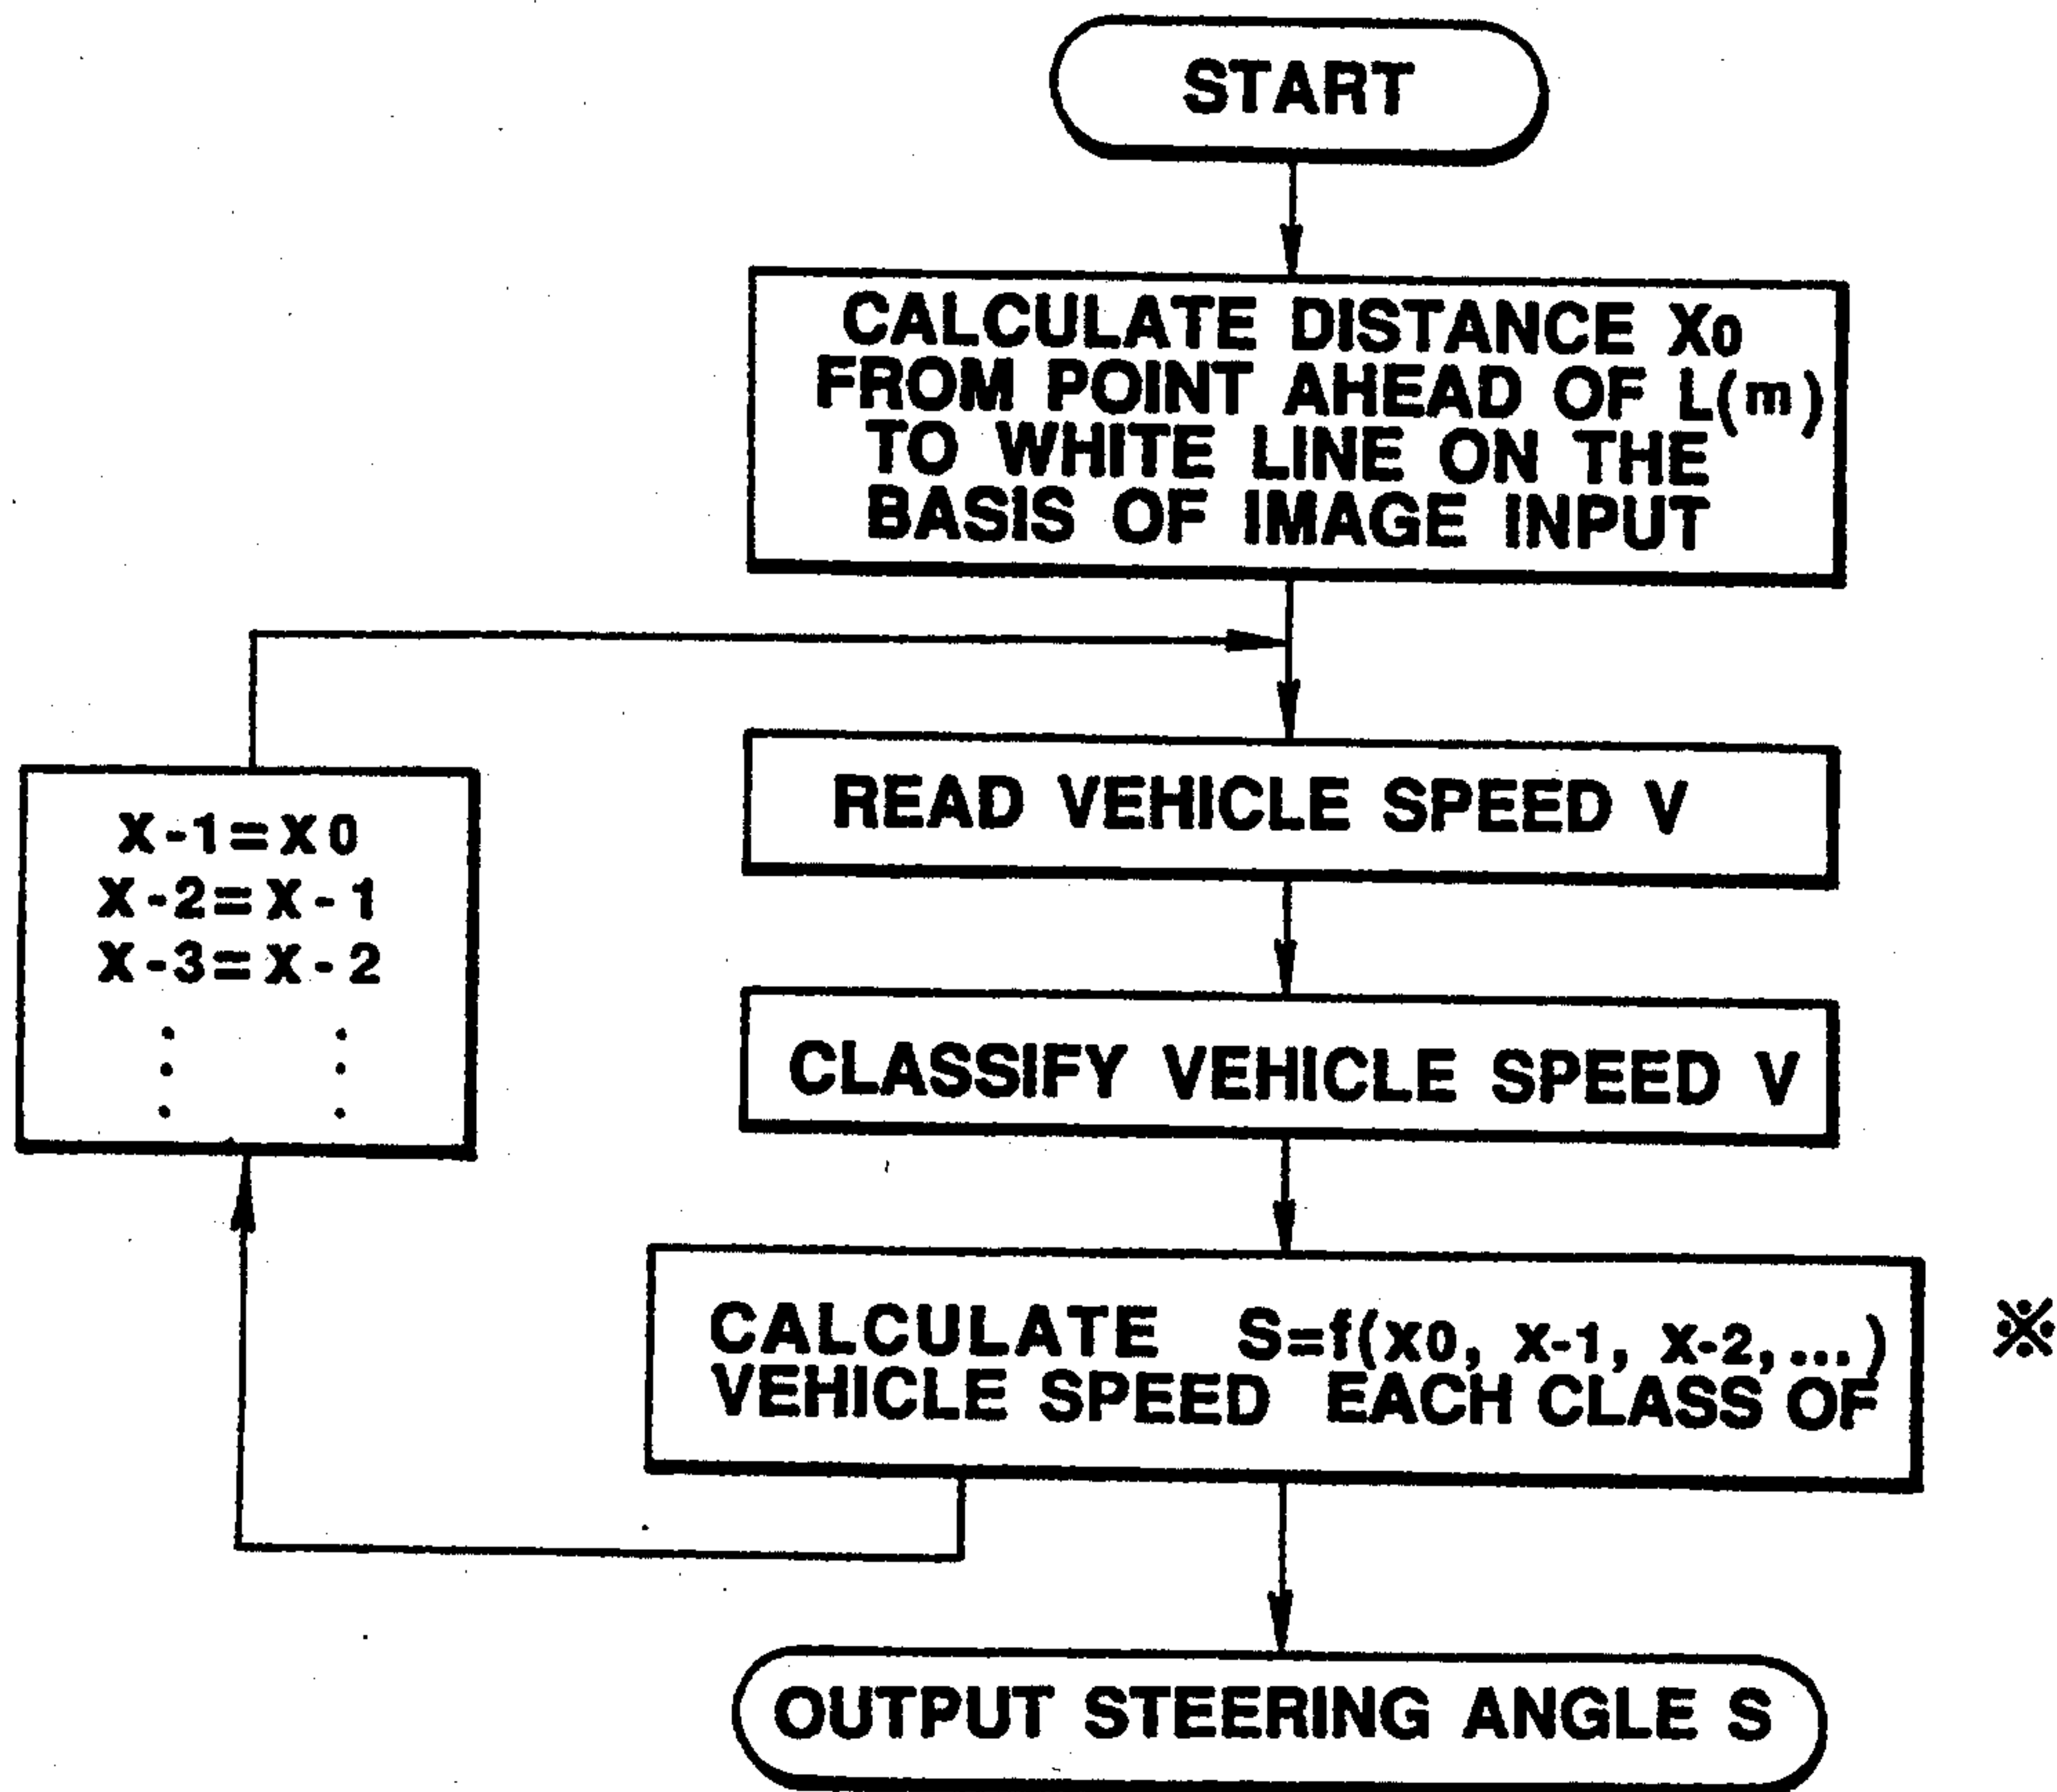 START
CALCULATE DISTANCE X0
FROM POINT AHEAD OF L(m)
TO WHITE LINE ON THE
BASIS OF IMAGE INPUT
READ VEHICLE SPEED V
X-1=X0
X-2=X-1
X-3=X-2
CLASSIFY VEHICLE SPEED V
CALCULATE S=f(X0, X-1, X-2,...) ※
VEHICLE SPEED EACH CLASS OF
OUTPUT STEERING ANGLE S